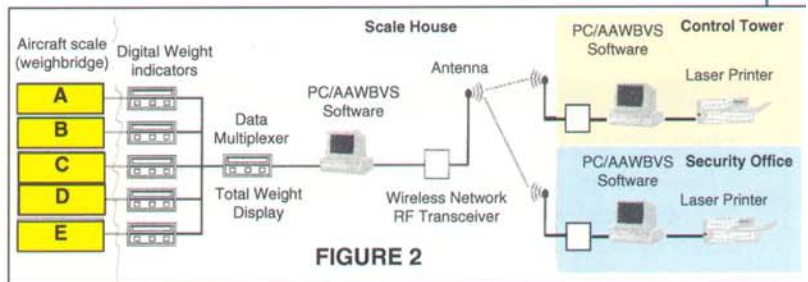 Scale House
Control Tower
Aircraft scale
(weighbridge)
Digital Weight
indicators
A
B
C
D
E
Data
Multiplexer
Total Weight
Display
PC/AAWBVS
Software
Antenna
Wireless Network
RF Transceiver
PC/AAWBVS
Software
Laser Printer
Security Office
PC/AAWBVS
Software
Laser Printer
FIGURE 2